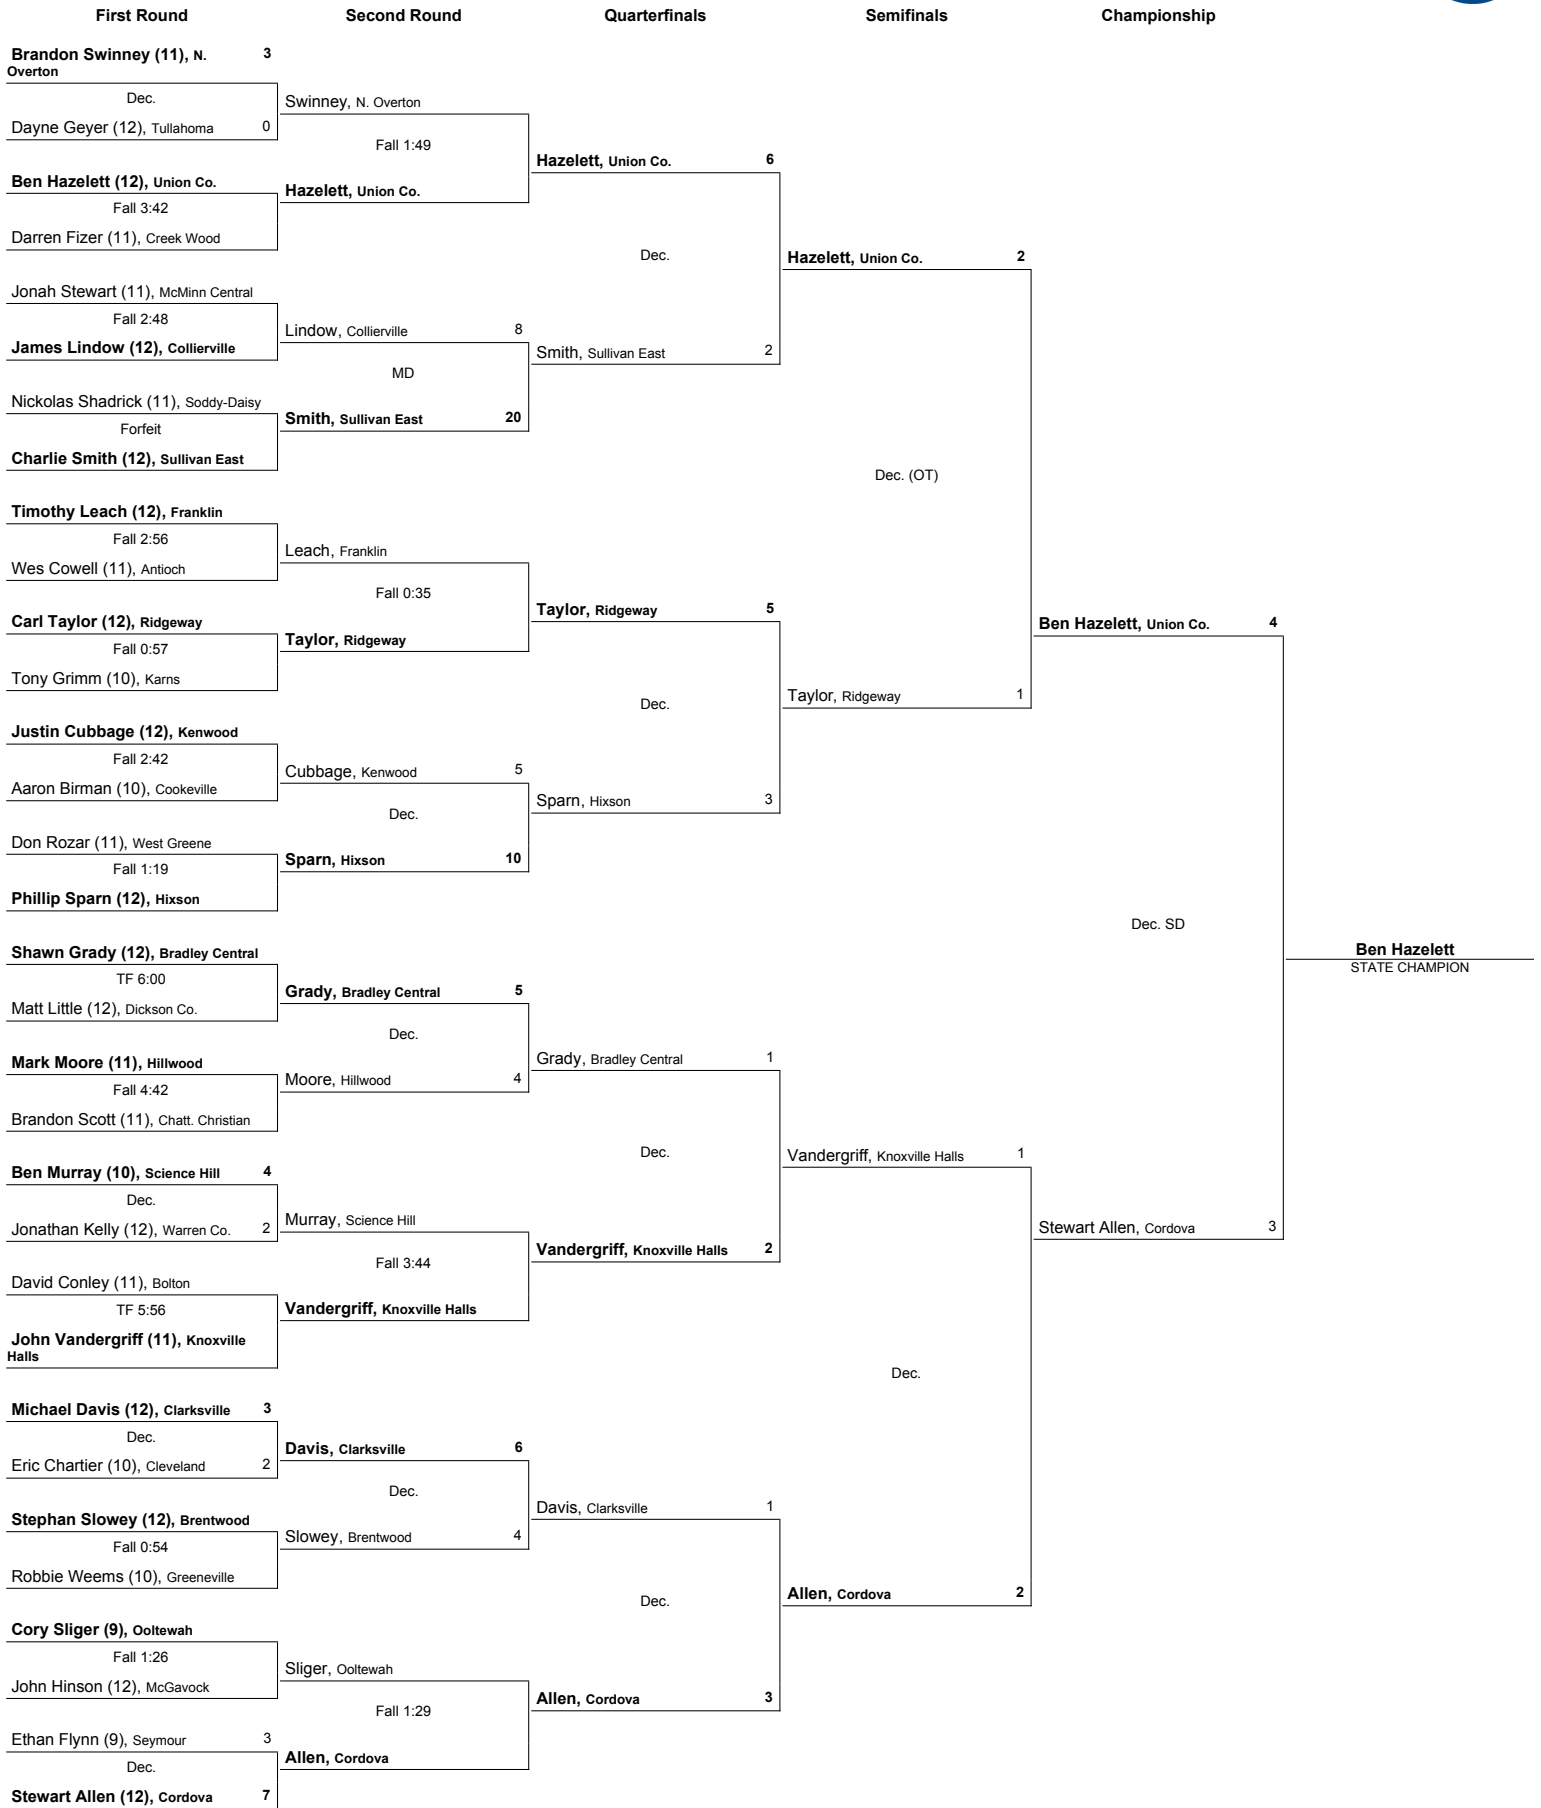 First Round
Second Round
Quarterfinals
Semifinals
Championship
Brandon Swinney (11), N. Overton 3
Dec.
Dayne Geyer (12), Tullahoma 0
Ben Hazelett (12), Union Co.
Fall 3:42
Darren Fizer (11), Creek Wood
Jonah Stewart (11), McMinn Central
Fall 2:48
James Lindow (12), Collierville
Nickolas Shadrick (11), Soddy-Daisy
Forfeit
Charlie Smith (12), Sullivan East
Timothy Leach (12), Franklin
Fall 2:56
Wes Cowell (11), Antioch
Carl Taylor (12), Ridgeway
Fall 0:57
Tony Grimm (10), Karns
Justin Cubbage (12), Kenwood
Fall 2:42
Aaron Birman (10), Cookeville
Don Rozar (11), West Greene
Fall 1:19
Phillip Sparn (12), Hixson
Shawn Grady (12), Bradley Central
TF 6:00
Matt Little (12), Dickson Co.
Mark Moore (11), Hillwood
Fall 4:42
Brandon Scott (11), Chatt. Christian
Ben Murray (10), Science Hill 4
Dec.
Jonathan Kelly (12), Warren Co. 2
David Conley (11), Bolton
TF 5:56
John Vandergriff (11), Knoxville
Halls
Michael Davis (12), Clarksville 3
Dec.
Eric Chartier (10), Cleveland 2
Stephan Slowey (12), Brentwood
Fall 0:54
Robbie Weems (10), Greeneville
Cory Sliger (9), Ooltewah
Fall 1:26
John Hinson (12), McGavock
Ethan Flynn (9), Seymour 3
Dec.
Stewart Allen (12), Cordova 7
Swinney, N. Overton
Fall 1:49
Hazelett, Union Co.
Lindow, Collierville 8
MD
Smith, Sullivan East 20
Leach, Franklin
Fall 0:35
Taylor, Ridgeway
Cubbage, Kenwood 5
Dec.
Sparn, Hixson 10
Grady, Bradley Central 5
Dec.
Moore, Hillwood 4
Murray, Science Hill
Fall 3:44
Vandergriff, Knoxville Halls
Davis, Clarksville 6
Dec.
Slowey, Brentwood 4
Sliger, Ooltewah
Fall 1:29
Allen, Cordova
Hazelett, Union Co. 6
Dec.
Smith, Sullivan East 2
Taylor, Ridgeway 5
Dec.
Sparn, Hixson 3
Grady, Bradley Central 1
Dec.
Vandergriff, Knoxville Halls 2
Davis, Clarksville 1
Dec.
Allen, Cordova 3
Hazelett, Union Co. 2
Dec. (OT)
Taylor, Ridgeway 1
Vandergriff, Knoxville Halls 1
Dec.
Allen, Cordova 2
Ben Hazelett, Union Co. 4
Dec. SD
Stewart Allen, Cordova 3
Ben Hazelett
STATE CHAMPION